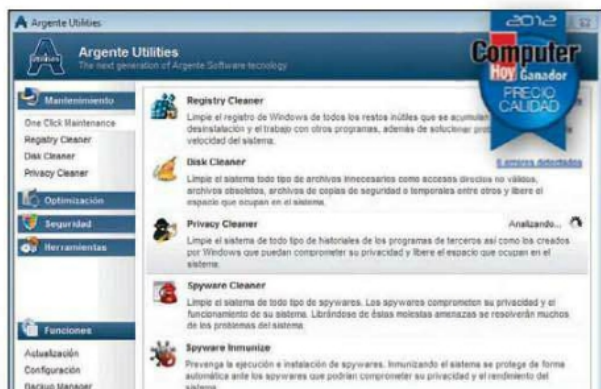 Argente Utilities
Argente Utilities
The next generation of Argente Software tecnology
utilities
2012
Computer
Hoy Ganador
PRECIO
CALIDAD
Mantenimiento
One Click Maintenance
Registry Cleaner
Disk Cleaner
Privacy Cleaner
Optimización
Seguridad
Herramientas
Funciones
Actualización
Configuración
Backup Manager
Registry Cleaner
Limpie el registro de Windows de todos los restos inútiles que se acumulan
desinstalación y el trabajo con otros programas, además de solucionar
velocidad del sistema.
Disk Cleaner
6 errores detectados
Limpie el sistema todo tipo de archivos innecesarios como accesos directos no válidos,
archivos obsoletos, archivos de copias de seguridad o temporales entre otros y libere el
espacio que ocupan en el sistema.
Privacy Cleaner
Analizando...
Limpie el sistema de todo tipo de historiales de los programas de terceros así como los creados
por Windows que puedan comprometer su privacidad y libere el espacio que ocupan en el
sistema.
Spyware Cleaner
Limpie el sistema de todo tipo de spywares. Los spywares comprometen su privacidad y el
funcionamiento de su sistema. Librándose de éstas molestas amenazas se resolverán muchos
de los problemas del sistema.
Spyware Inmunize
Prevenga la ejecución e instalación de spywares. Inmunizando el sistema se protege de forma
automática ante los spywares que podrían comprometer su privacidad y el rendimiento del
sistema.